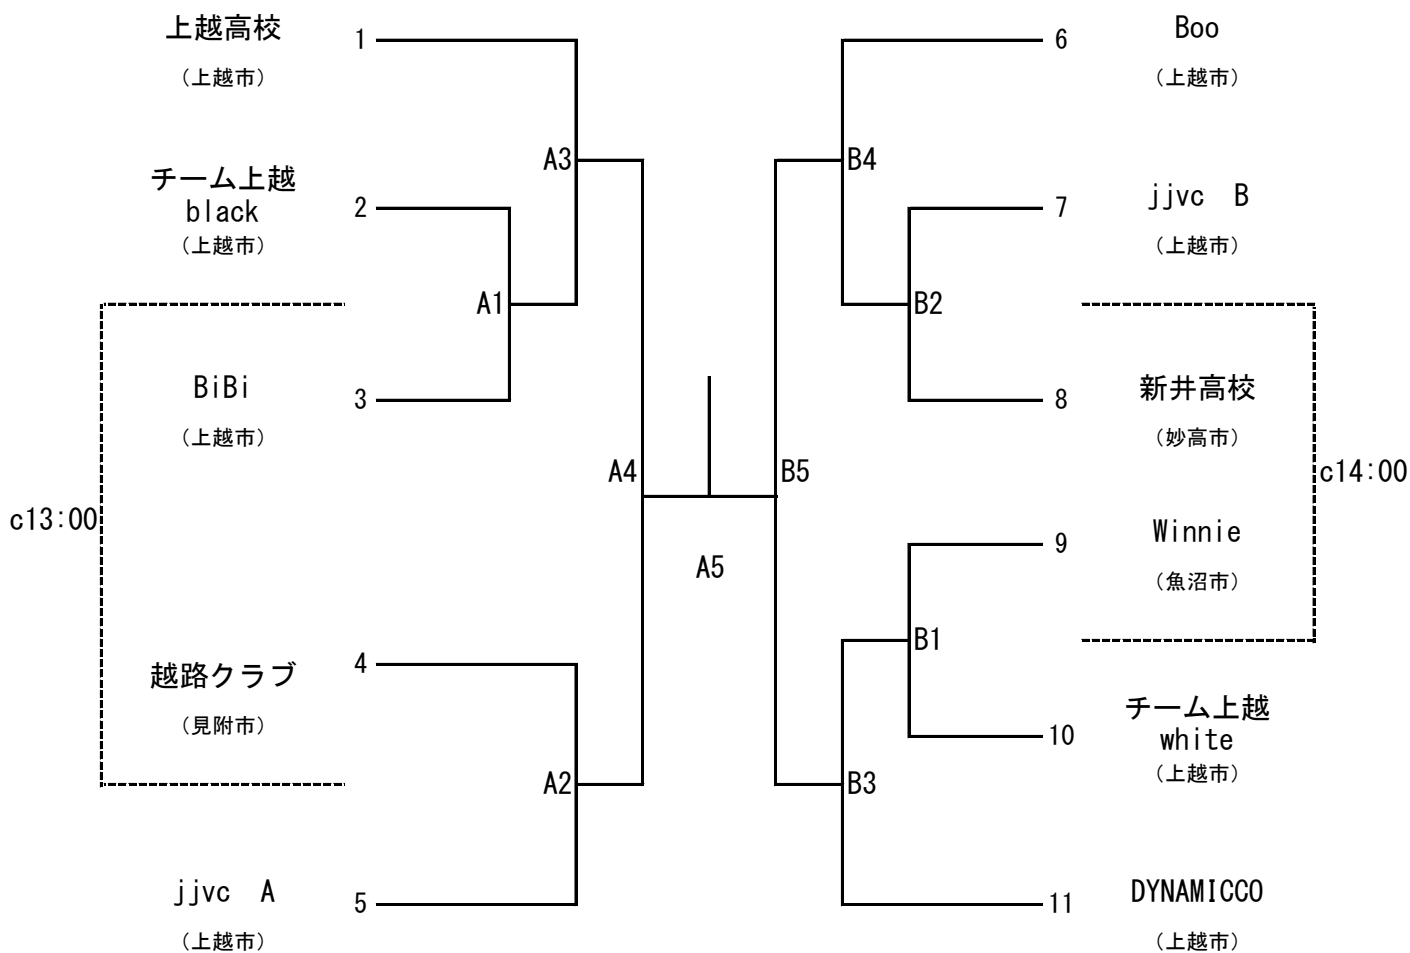 上越高校
（上越市）
1
チーム上越
black
（上越市）
2
BiBi
（上越市）
3
越路クラブ
（見附市）
4
jjvc　A
（上越市）
5
c13:00
A1
A3
A2
A4
A5
B5
B4
B2
B1
B3
6
Boo
（上越市）
7
jjvc　B
（上越市）
8
新井高校
（妙高市）
c14:00
9
Winnie
（魚沼市）
10
チーム上越
white
（上越市）
11
DYNAMICCO
（上越市）